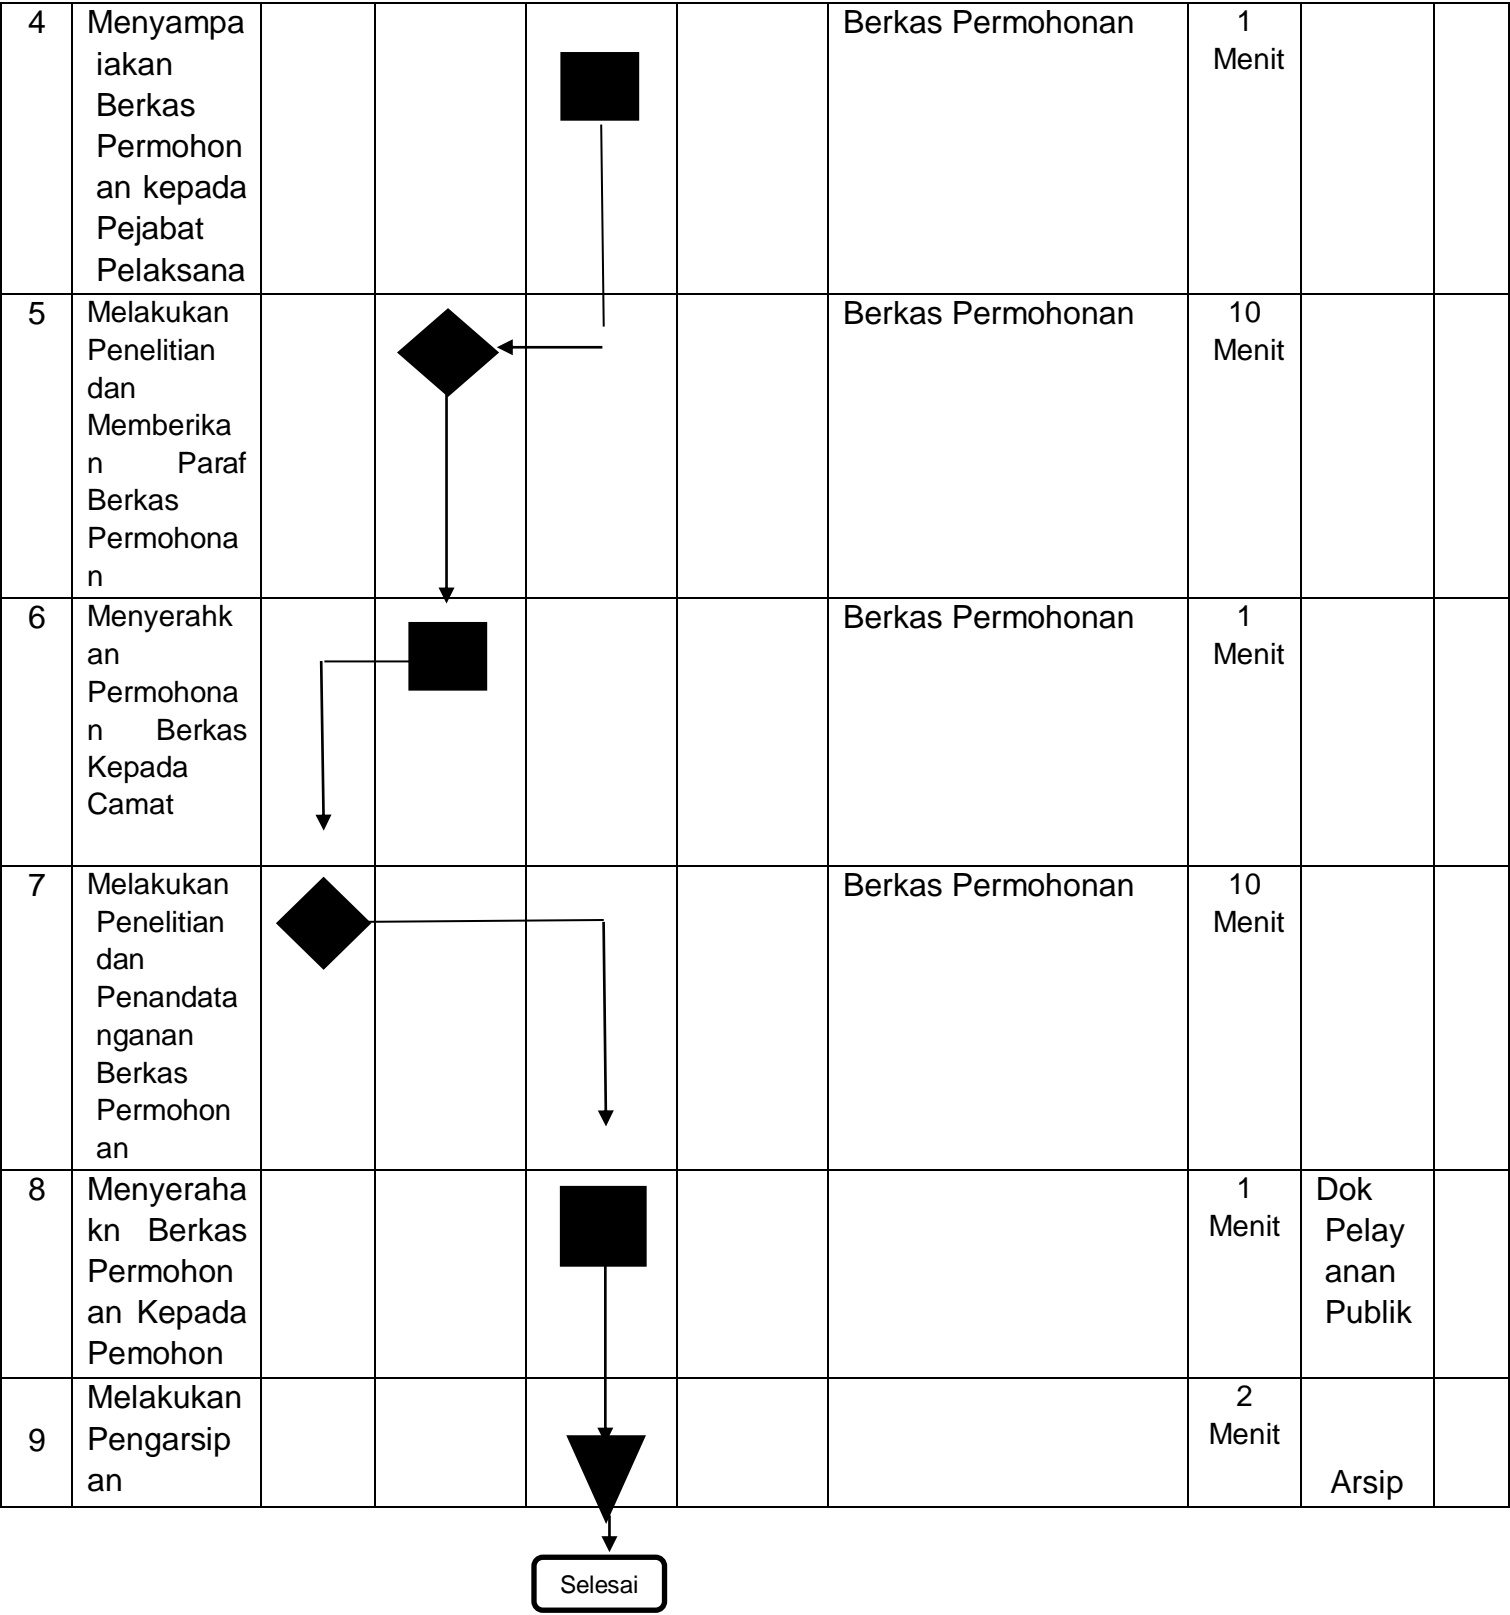 4
Menyampa
iakan
Berkas
Permohon
an kepada
Pejabat
Pelaksana
Berkas Permohonan
1
Menit
5
Melakukan
Penelitian
dan
Memberika
n Paraf
Berkas
Permohona
n
Berkas Permohonan
10
Menit
6
Menyerahk
an
Permohona
n Berkas
Kepada
Camat
Berkas Permohonan
1
Menit
7
Melakukan
Penelitian
dan
Penandata
nganan
Berkas
Permohon
an
Berkas Permohonan
10
Menit
8
Menyeraha
kn Berkas
Permohon
an Kepada
Pemohon
1
Menit
Dok
Pelay
anan
Publik
9
Melakukan
Pengarsip
an
2
Menit
Arsip
Selesai